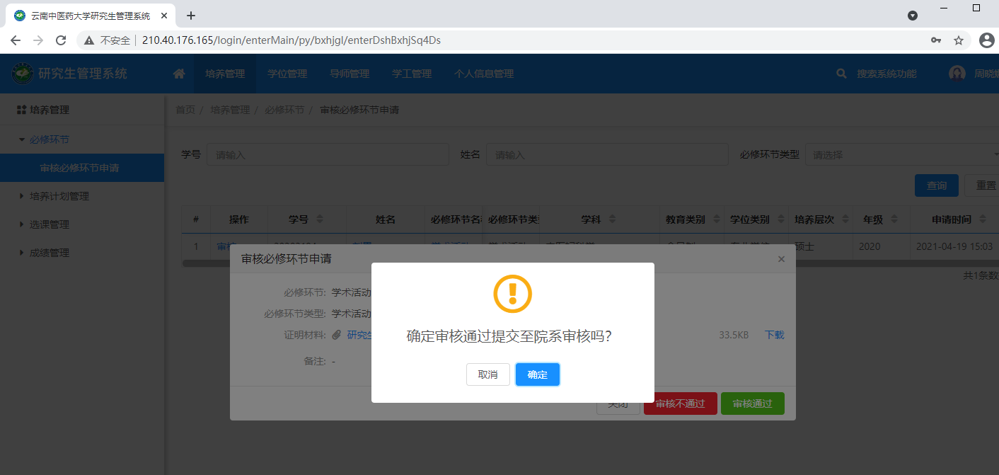 云南中医药大学研究生管理系统
不安全 210.40.176.165/login/enterMain/py/bxhjgl/enterDshBxhjSq4Ds
研究生管理系统 培养管理 学位管理 导师管理 学工管理 个人信息管理 搜索系统功能 周晓
培养管理
首页 / 培养管理 / 必修环节 / 审核必修环节申请
必修环节
审核必修环节申请
培养计划管理
选课管理
成绩管理
学号 请输入 姓名 请输入 必修环节类型 请选择
查询 重置
# 操作 学号 姓名 必修环节名 必修环节类 学科 教育类别 学位类别 培养层次 年级 申请时间
1 审核 硕士 2020 2021-04-19 15:03
共1条数
审核必修环节申请
必修环节: 学术活动
必修环节类型: 学术活动
证明材料: 研究生 33.5KB 下载
备注: -
确定审核通过提交至院系审核吗?
取消 确定
关闭 审核不通过 审核通过